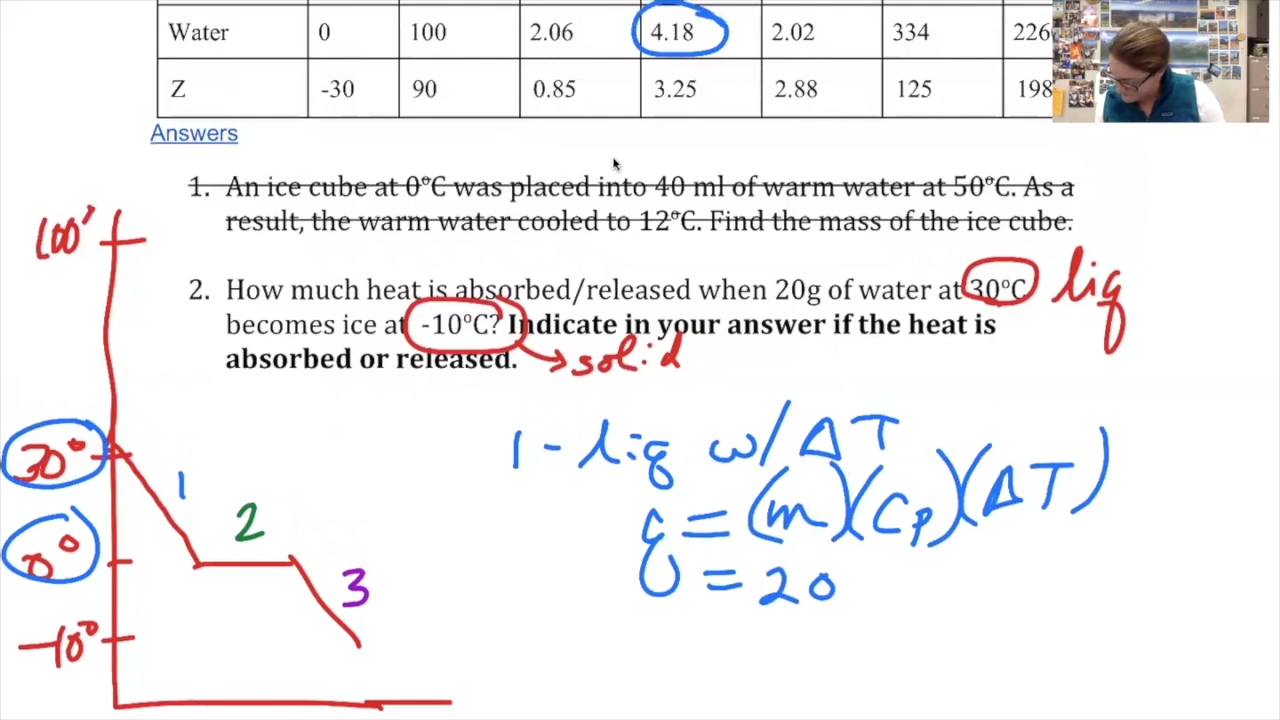 Water 0 100 2.06 4.18 2.02 334 226
Z -30 90 0.85 3.25 2.88 125 198
Answers
1. An ice cube at 0°C was placed into 40 ml of warm water at 50°C. As a
result, the warm water cooled to 12°C. Find the mass of the ice cube.
2. How much heat is absorbed/released when 20g of water at 30°C liq
becomes ice at -10°C? Indicate in your answer if the heat is
absorbed or released. solid
100°
30°
0°
-10°
1
2
3
1 - liq w/ ΔT
q = (m)(Cp)(ΔT)
= 20